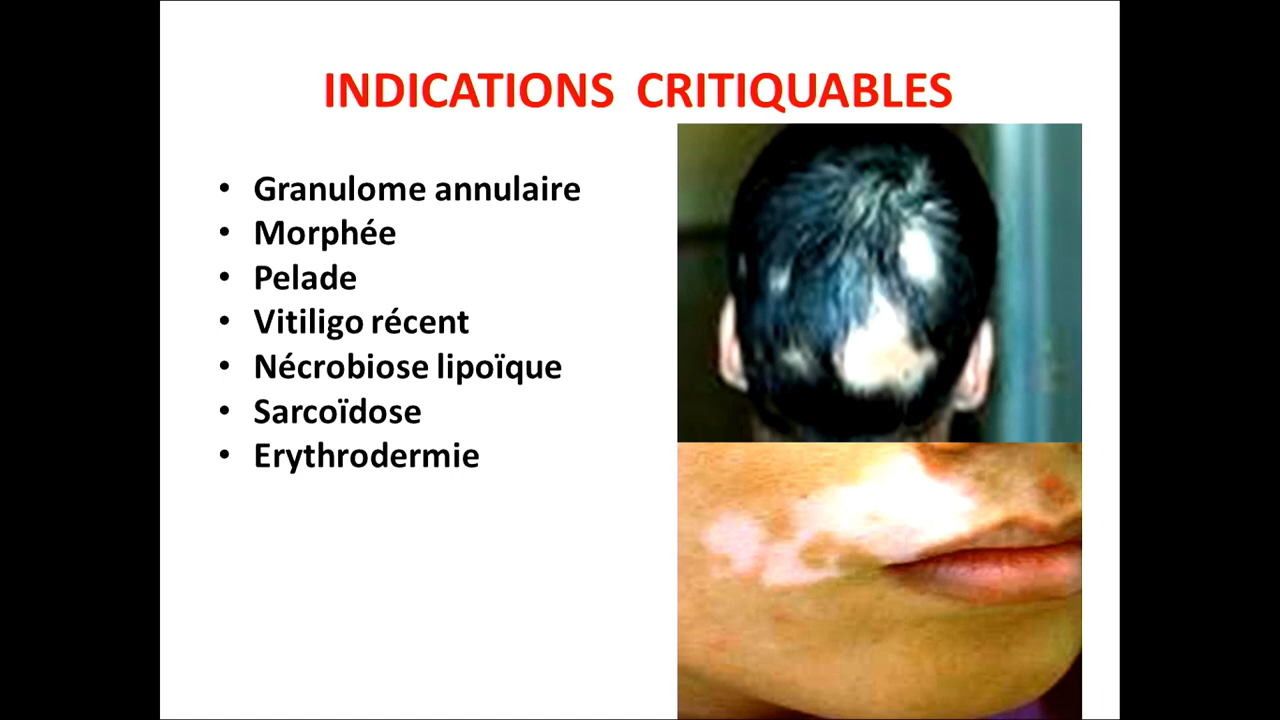 INDICATIONS CRITIQUABLES
• Granulome annulaire
• Morphée
• Pelade
• Vitiligo récent
• Nécrobiose lipoïque
• Sarcoïdose
• Erythrodermie